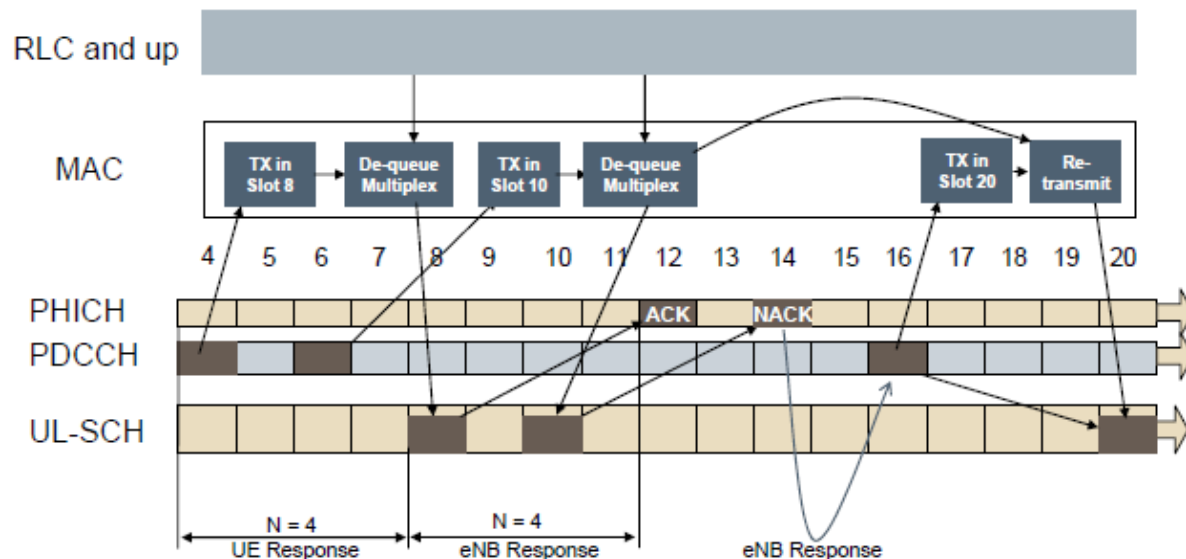 RLC and up
MAC
TX in
Slot 8
De-queue
Multiplex
TX in
Slot 10
De-queue
Multiplex
TX in
Slot 20
Re-
transmit
4 5 6 7 8 9 10 11 12 13 14 15 16 17 18 19 20
PHICH
ACK
NACK
PDCCH
UL-SCH
N = 4
UE Response
N = 4
eNB Response
eNB Response